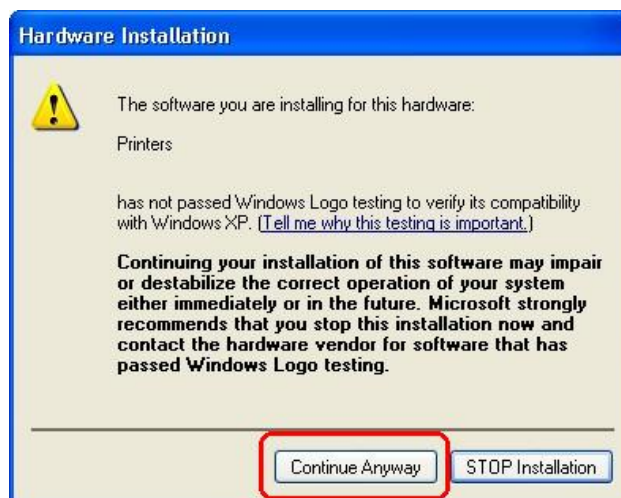 Hardware Installation
The software you are installing for this hardware:
Printers
has not passed Windows Logo testing to verify its compatibility
with Windows XP. (Tell me why this testing is important.)
Continuing your installation of this software may impair
or destabilize the correct operation of your system
either immediately or in the future. Microsoft strongly
recommends that you stop this installation now and
contact the hardware vendor for software that has
passed Windows Logo testing.
Continue Anyway
STOP Installation